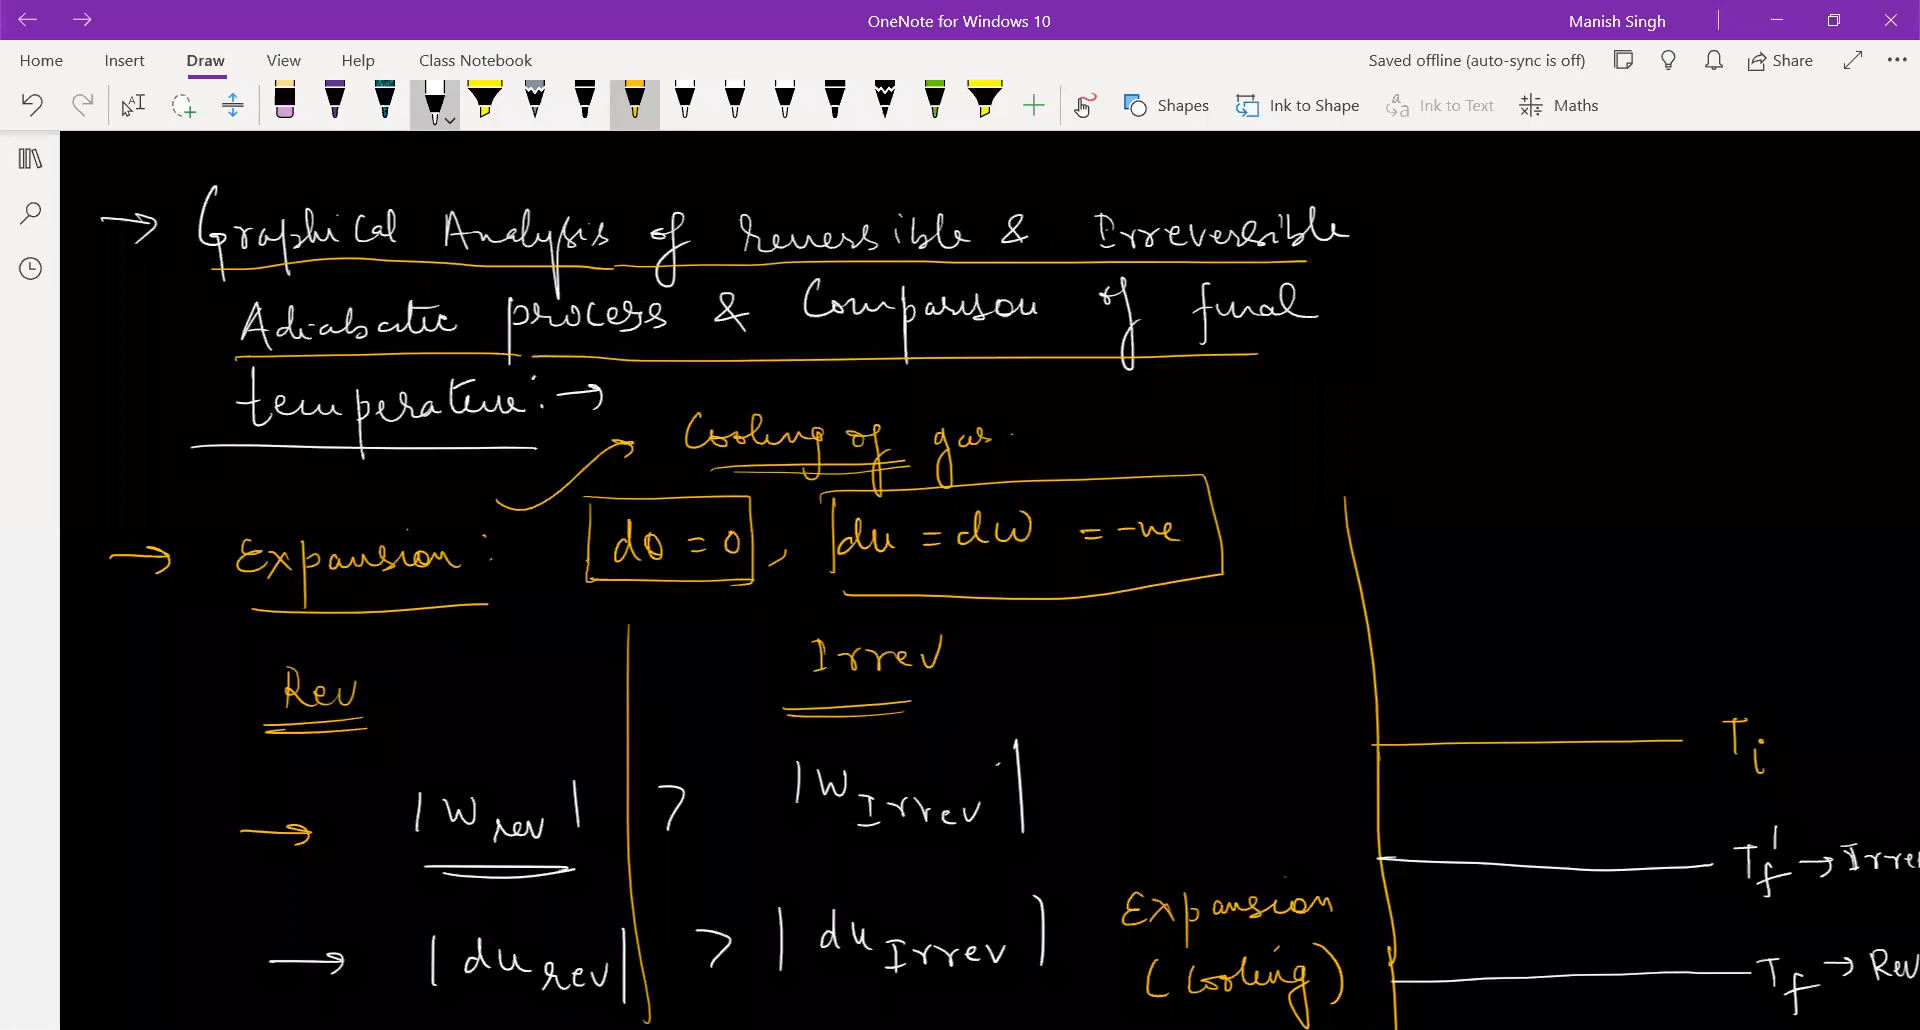 OneNote for Windows 10
Manish Singh
Home Insert Draw View Help Class Notebook
Saved offline (auto-sync is off) Share
Shapes Ink to Shape Ink to Text Maths
→ Graphical Analysis of Reversible & Irreversible
Adiabatic process & Comparison of final
temperature :→
Cooling of gas
→ Expansion : dQ = 0 , du = dW = -ve
Rev Irrev
→ |W rev| > |W Irrev|
→ |du rev| > |du Irrev|
Expansion
(Cooling)
Ti
Tf' → Irre
Tf → Rev